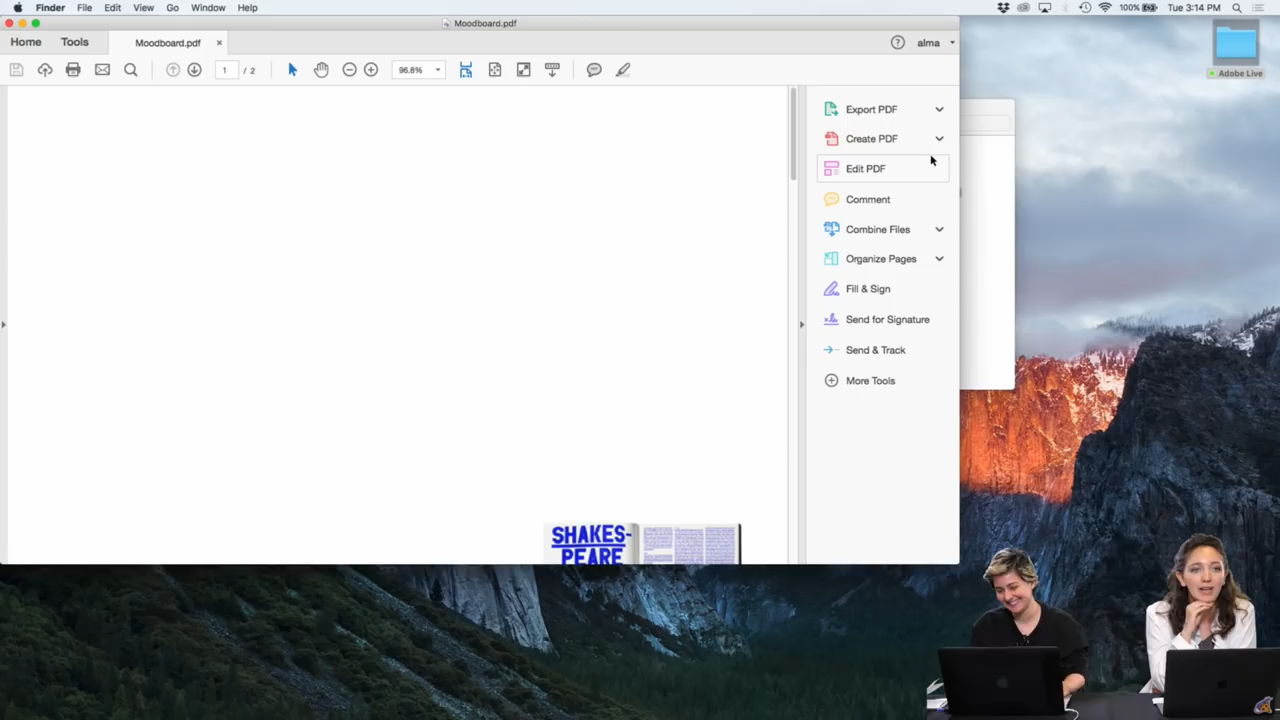 Finder File Edit View Go Window Help 100% Tue 3:14 PM
Moodboard.pdf
Home Tools Moodboard.pdf × ? alma
1 / 2 96.8%
Adobe Live
Export PDF
Create PDF
Edit PDF
Comment
Combine Files
Organize Pages
Fill & Sign
Send for Signature
Send & Track
More Tools
SHAKES-
PEARE